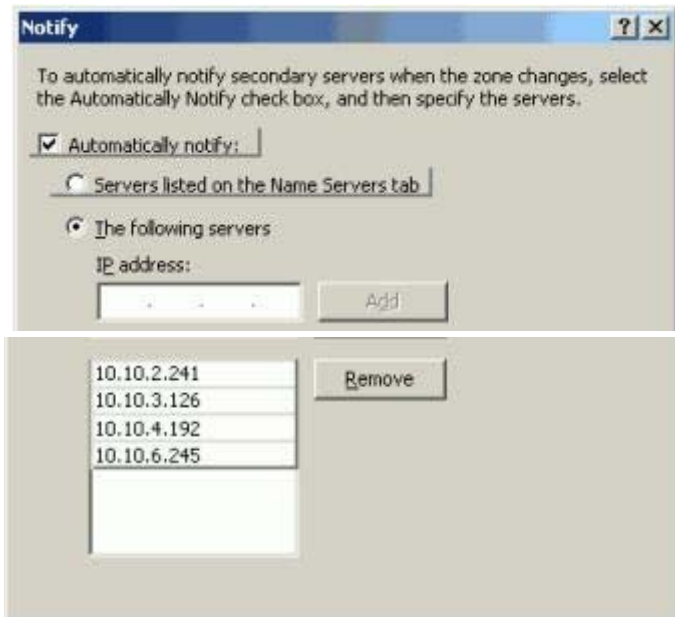 Notify
To automatically notify secondary servers when the zone changes, select
the Automatically Notify check box, and then specify the servers.
Automatically notify:
Servers listed on the Name Servers tab
The following servers
IP address:
Add
10.10.2.241
Remove
10.10.3.126
10.10.4.192
10.10.6.245